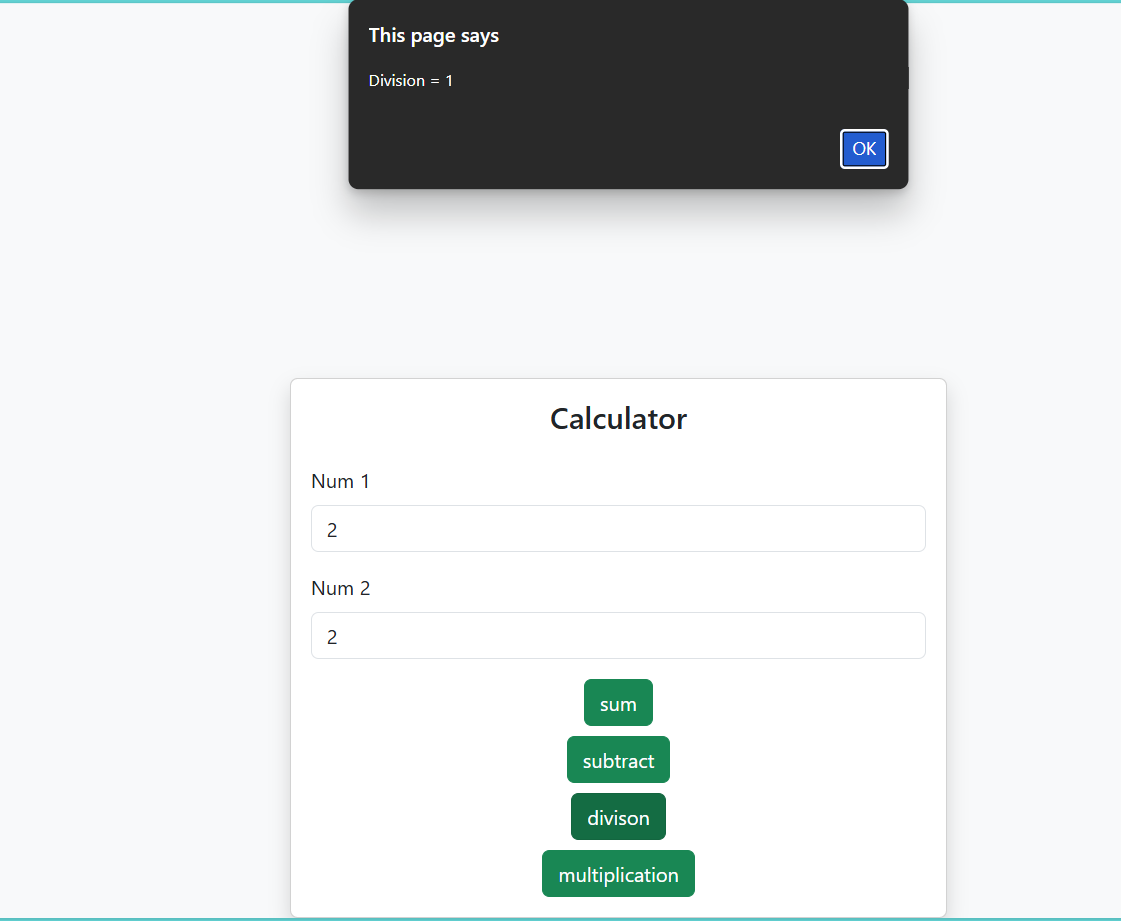 This page says
Division = 1
OK
Calculator
Num 1
2
Num 2
2
sum
subtract
divison
multiplication